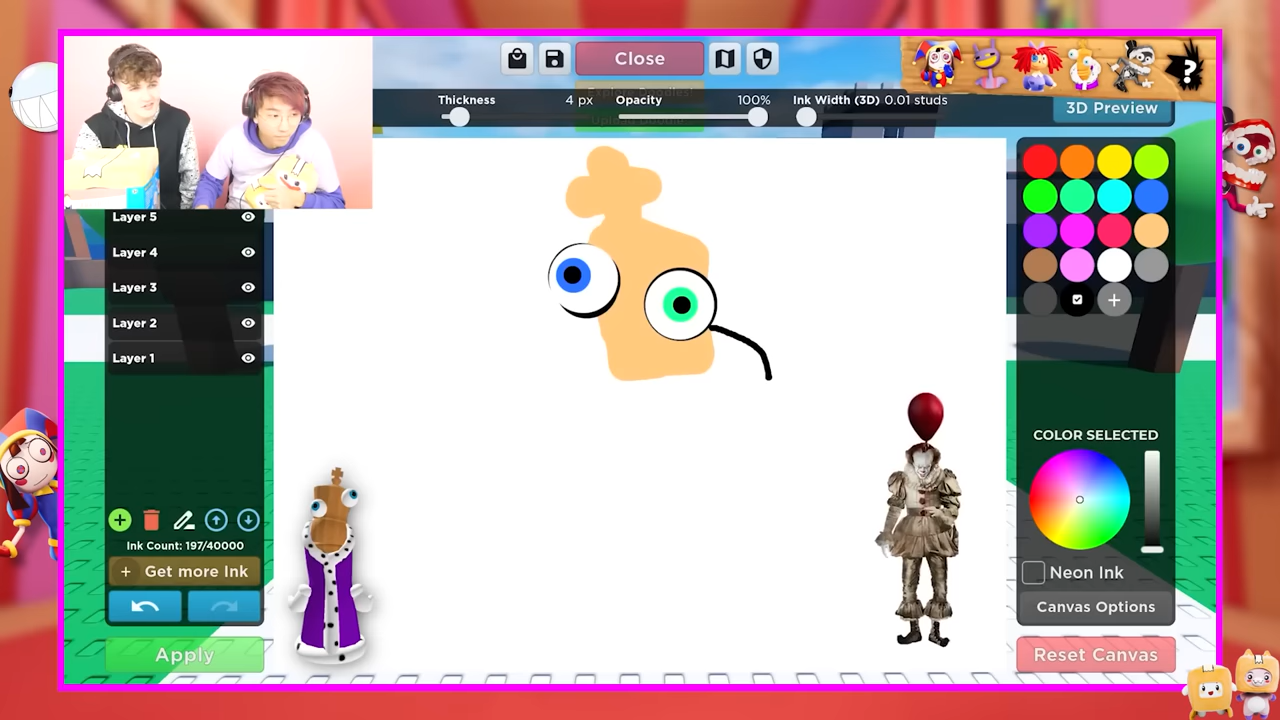 Close
Explore Doodles!
Thickness 4 px Opacity 100% Ink Width (3D) 0.01 studs
3D Preview
?
Layer 5
Layer 4
Layer 3
Layer 2
Layer 1
COLOR SELECTED
Ink Count: 197/40000
+ Get more Ink
Neon Ink
Canvas Options
Apply
Reset Canvas